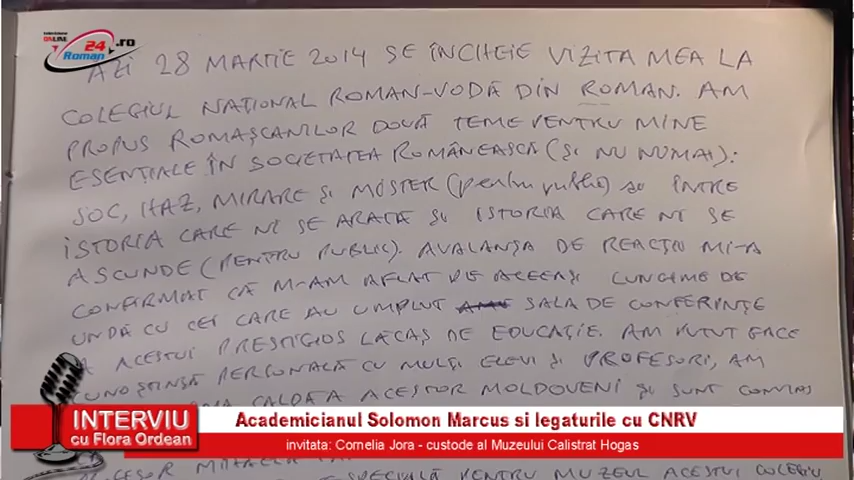 Televiziune
ONLINE
Roman 24.ro
AZI 28 MARTIE 2014 SE ÎNCHEIE VIZITA MEA LA
COLEGIUL NAȚIONAL ROMAN-VODĂ DIN ROMAN. AM
PROPUS ROMAȘCANILOR DOUĂ TEME PENTRU MINE
ESENȚIALE ÎN SOCIETATEA ROMÂNEASCĂ (ȘI NU NUMAI):
ȘOC, HAZ, MIRARE ȘI MISTER (pentru public) și ÎNTRE
ISTORIA CARE NI SE ARATĂ ȘI ISTORIA CARE NI SE
ASCUNDE (PENTRU PUBLIC). AVALANȘA DE REACȚII MI-A
CONFIRMAT CĂ M-AM AFLAT PE ACEEAȘI LUNGIME DE
UNDĂ CU CEI CARE AU UMPLUT SALA DE CONFERINȚE
A ACESTUI PRESTIGIOS LĂCAȘ DE EDUCAȚIE. AM PUTUT FACE
CUNOȘTINȚĂ PERSONALĂ CU MULȚI ELEVI ȘI PROFESORI, AM
CALDĂ A ACESTOR MOLDOVENI ȘI SUNT
INTERVIU
cu Flora Ordean
Academicianul Solomon Marcus si legaturile cu CNRV
invitata: Cornelia Jora - custode al Muzeului Calistrat Hogas
SPECIALĂ PENTRU MUZEUL ACESTUI COLEGIU